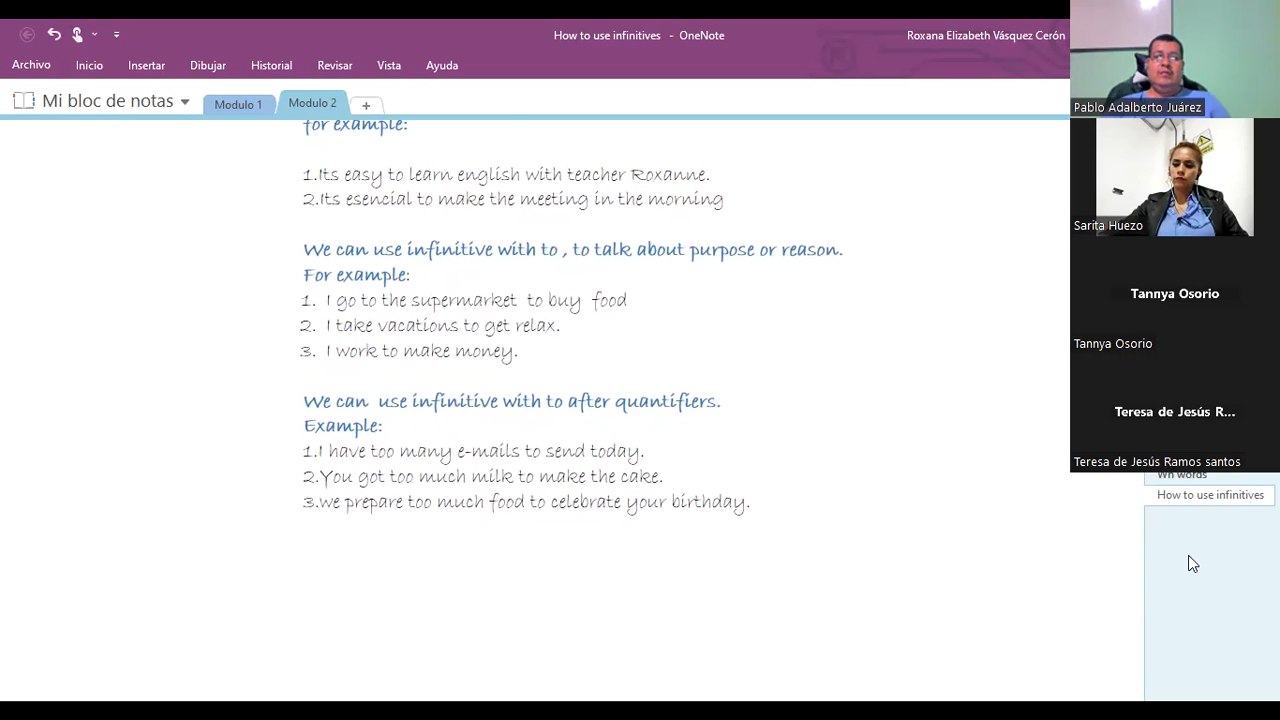 How to use infinitives - OneNote
Roxana Elizabeth Vásquez Cerón
Archivo Inicio Insertar Dibujar Historial Revisar Vista Ayuda
Mi bloc de notas Modulo 1 Modulo 2 +
for example:
1.Its easy to learn english with teacher Roxanne.
2.Its esencial to make the meeting in the morning
We can use infinitive with to , to talk about purpose or reason.
For example:
1. I go to the supermarket to buy food
2. I take vacations to get relax.
3. I work to make money.
We can use infinitive with to after quantifiers.
Example:
1.I have too many e-mails to send today.
2.You got too much milk to make the cake.
3.we prepare too much food to celebrate your birthday.
Pablo Adalberto Juárez
Sarita Huezo
Tannya Osorio
Tannya Osorio
Teresa de Jesús R...
Teresa de Jesús Ramos santos
Wh words
How to use infinitives